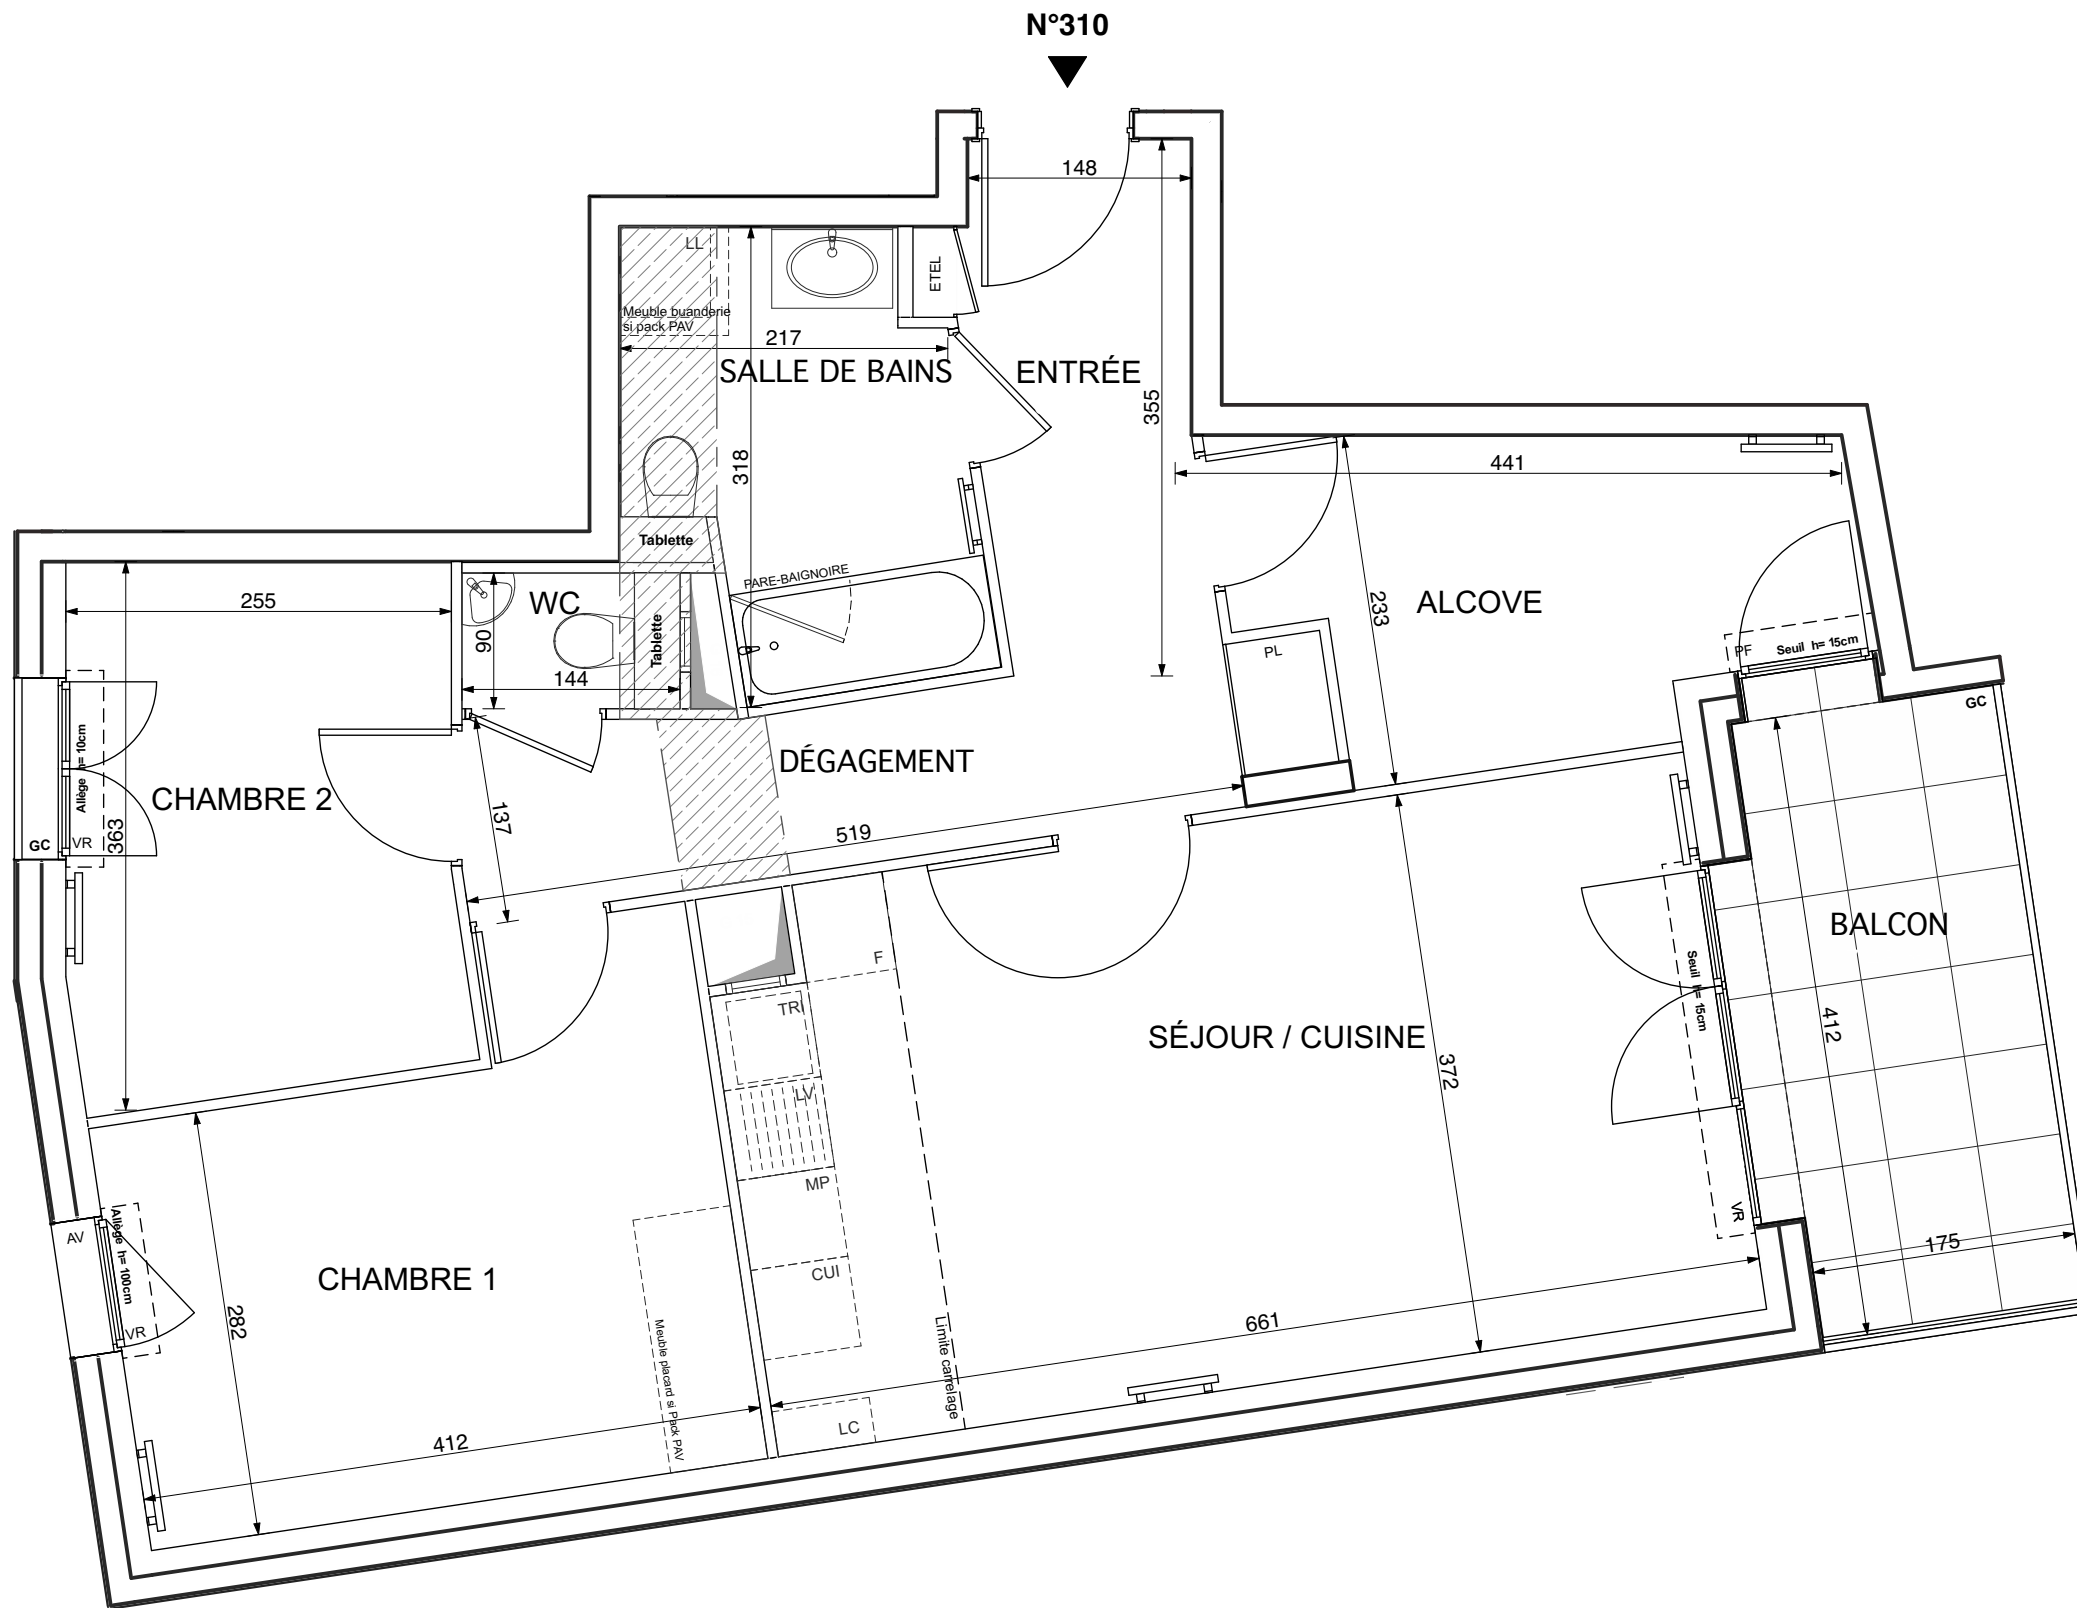 N°310
148
LL
ETEL
Meuble buanderie
si pack PAV
217
SALLE DE BAINS
ENTRÉE
355
318
441
Tablette
PARE-BAIGNOIRE
255
WC
90
Tablette
144
233
ALCOVE
PL
PF
Seuil h= 15cm
GC
Allège h= 10cm
GC
VR
CHAMBRE 2
363
137
DÉGAGEMENT
519
F
TRI
LV
MP
CUI
LC
Limite carrelage
SÉJOUR / CUISINE
372
661
Seuil h= 15cm
VR
BALCON
412
175
AV
Allège h= 100cm
VR
CHAMBRE 1
282
412
Meuble placard si Pack PAV